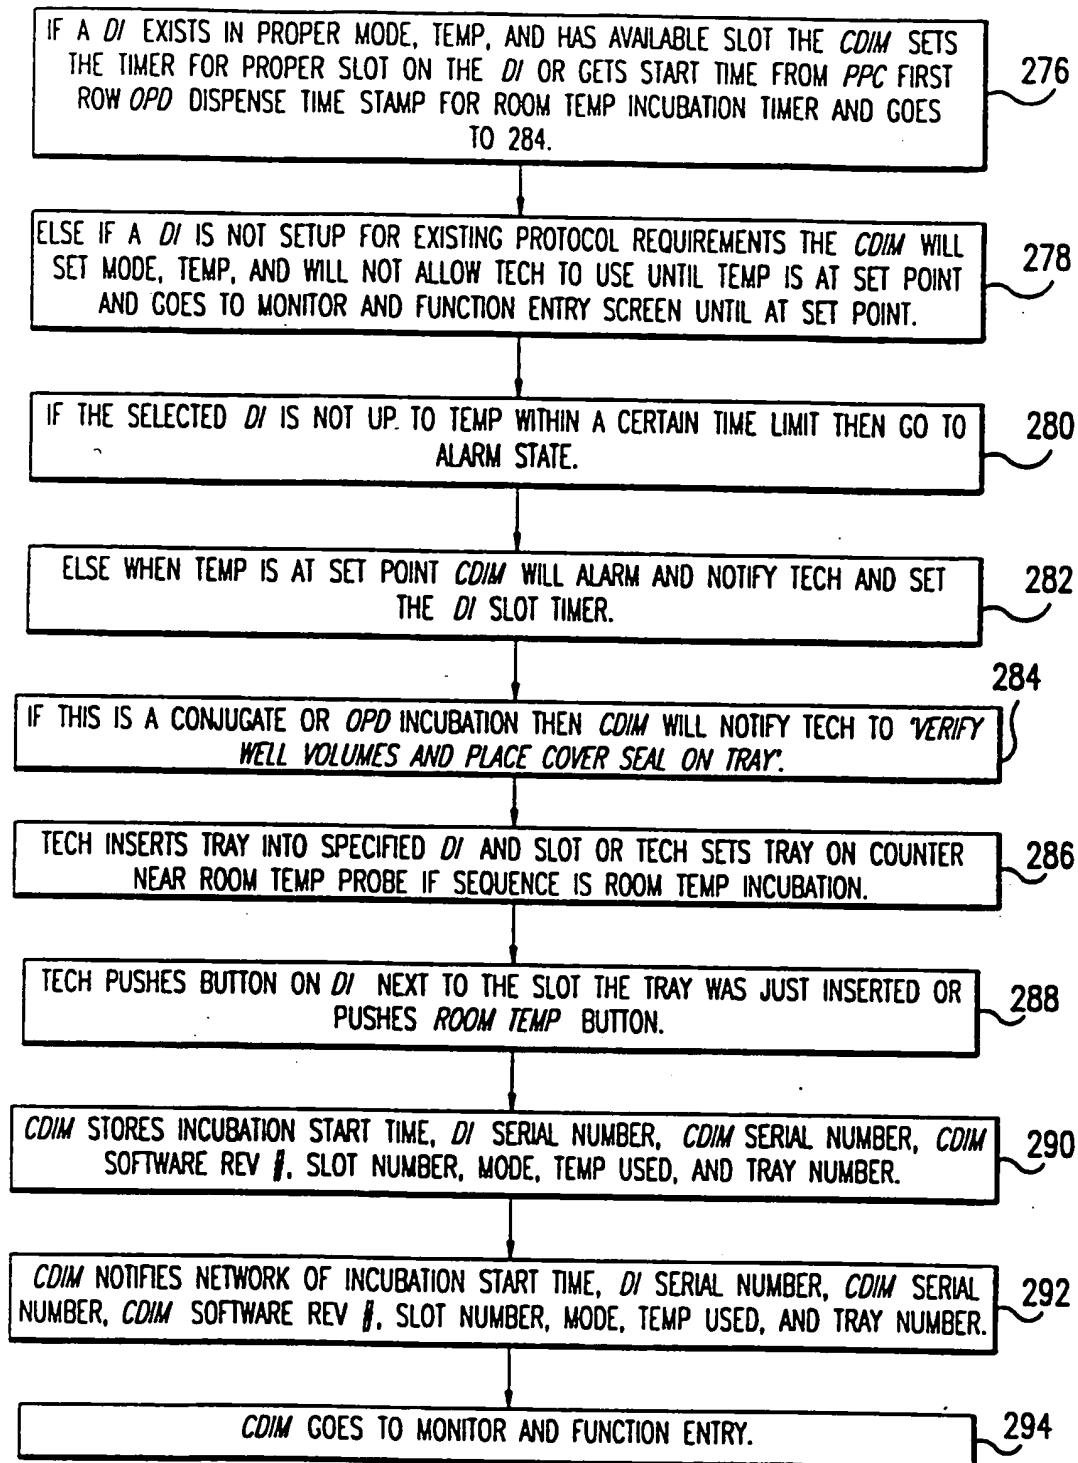 IF A DI EXISTS IN PROPER MODE, TEMP, AND HAS AVAILABLE SLOT THE CDIM SETS
THE TIMER FOR PROPER SLOT ON THE DI OR GETS START TIME FROM PPC FIRST
ROW OPD DISPENSE TIME STAMP FOR ROOM TEMP INCUBATION TIMER AND GOES
TO 284.
276
ELSE IF A DI IS NOT SETUP FOR EXISTING PROTOCOL REQUIREMENTS THE CDIM WILL
SET MODE, TEMP, AND WILL NOT ALLOW TECH TO USE UNTIL TEMP IS AT SET POINT
AND GOES TO MONITOR AND FUNCTION ENTRY SCREEN UNTIL AT SET POINT.
278
IF THE SELECTED DI IS NOT UP TO TEMP WITHIN A CERTAIN TIME LIMIT THEN GO TO
ALARM STATE.
280
ELSE WHEN TEMP IS AT SET POINT CDIM WILL ALARM AND NOTIFY TECH AND SET
THE DI SLOT TIMER.
282
284
IF THIS IS A CONJUGATE OR OPD INCUBATION THEN CDIM WILL NOTIFY TECH TO "VERIFY
WELL VOLUMES AND PLACE COVER SEAL ON TRAY".
TECH INSERTS TRAY INTO SPECIFIED DI AND SLOT OR TECH SETS TRAY ON COUNTER
NEAR ROOM TEMP PROBE IF SEQUENCE IS ROOM TEMP INCUBATION.
286
TECH PUSHES BUTTON ON DI NEXT TO THE SLOT THE TRAY WAS JUST INSERTED OR
PUSHES ROOM TEMP BUTTON.
288
CDIM STORES INCUBATION START TIME, DI SERIAL NUMBER, CDIM SERIAL NUMBER, CDIM
SOFTWARE REV #, SLOT NUMBER, MODE, TEMP USED, AND TRAY NUMBER.
290
CDIM NOTIFIES NETWORK OF INCUBATION START TIME, DI SERIAL NUMBER, CDIM SERIAL
NUMBER, CDIM SOFTWARE REV #, SLOT NUMBER, MODE, TEMP USED, AND TRAY NUMBER.
292
CDIM GOES TO MONITOR AND FUNCTION ENTRY.
294